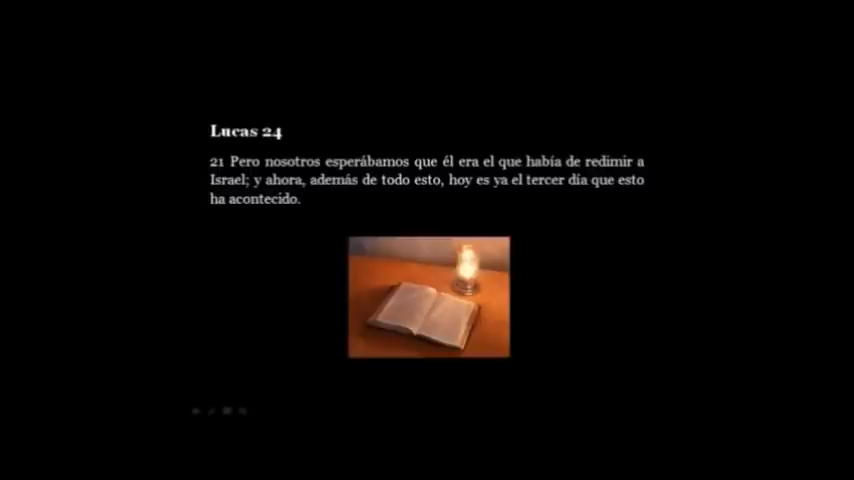 Lucas 24
21 Pero nosotros esperábamos que él era el que había de redimir a
Israel; y ahora, además de todo esto, hoy es ya el tercer día que esto
ha acontecido.